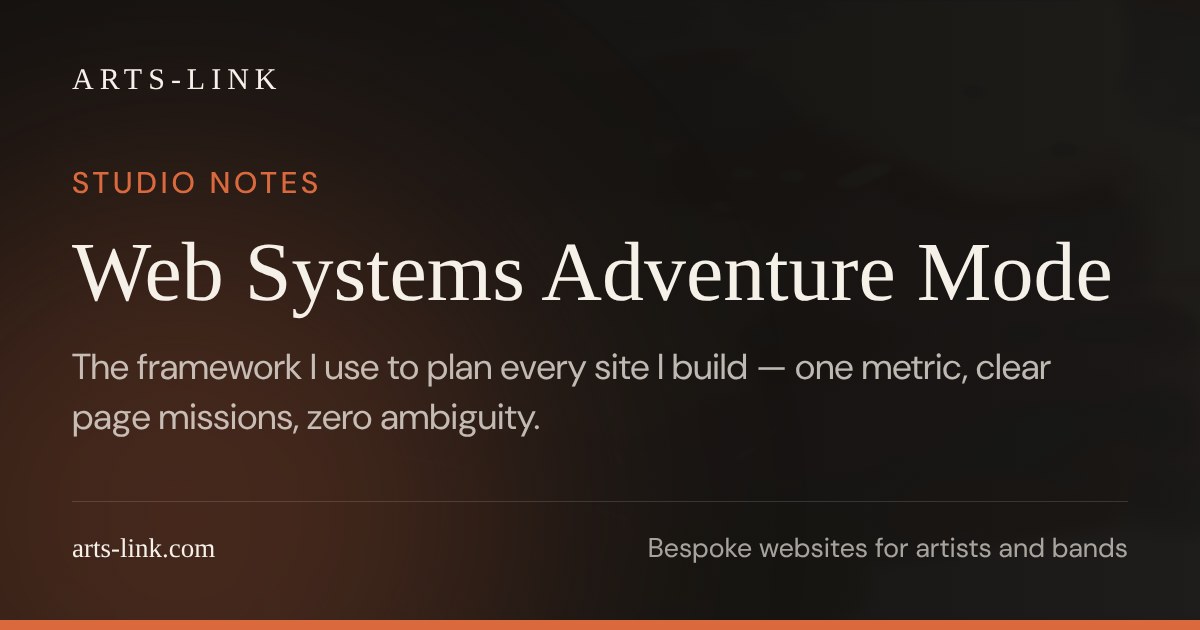 ARTS-LINK
STUDIO NOTES
Web Systems Adventure Mode
The framework I use to plan every site I build — one metric, clear
page missions, zero ambiguity.
arts-link.com
Bespoke websites for artists and bands